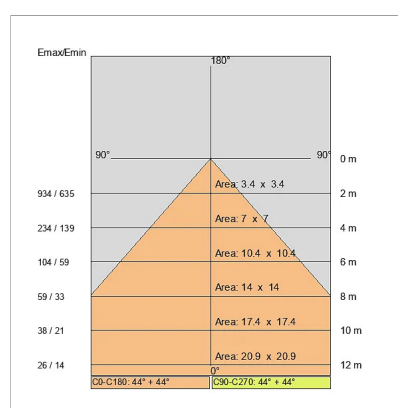 Emax/Emin
180°
90° 90° 0 m
Area: 3.4 x 3.4
934 / 635 2 m
Area: 7 x 7
234 / 139 4 m
Area: 10.4 x 10.4
104 / 59 6 m
Area: 14 x 14
59 / 33 8 m
Area: 17.4 x 17.4
38 / 21 10 m
Area: 20.9 x 20.9
26 / 14 12 m
0°
C0-C180: 44° + 44° C90-C270: 44° + 44°